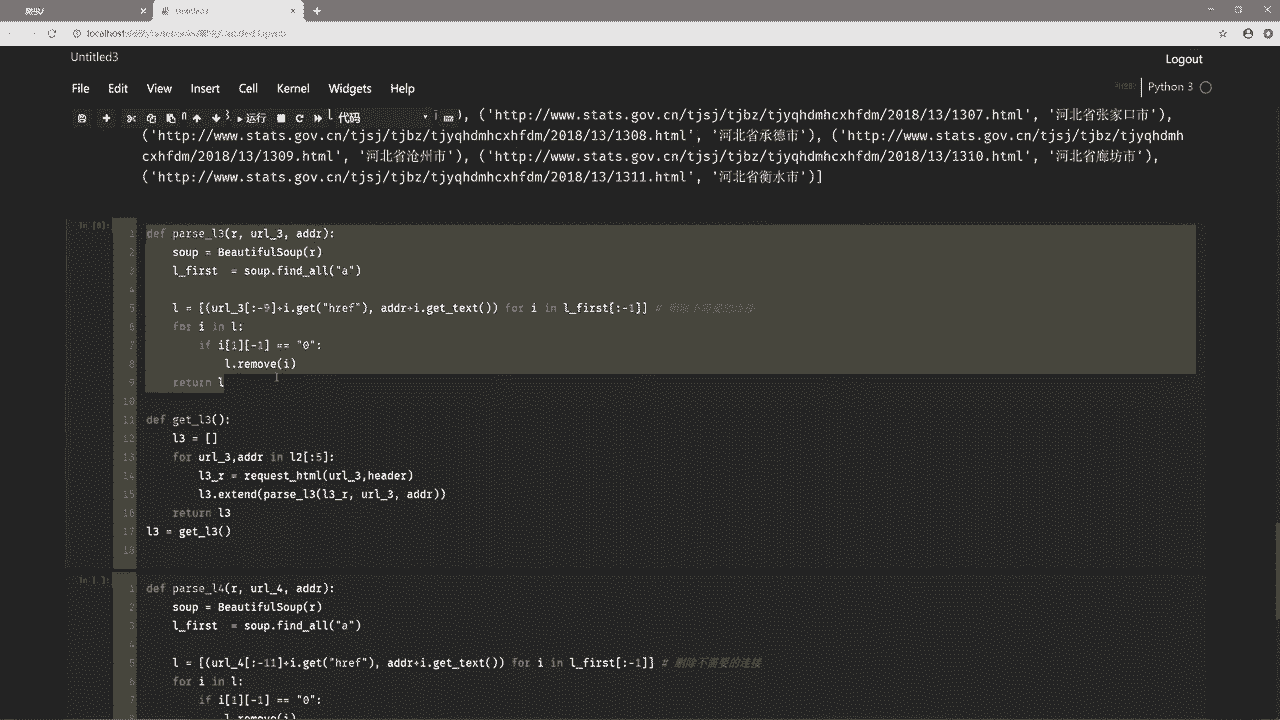 Untitled3
localhost
Untitled3
Logout
File Edit View Insert Cell Kernel Widgets Help
Python 3
运行
代码
), ('http://www.stats.gov.cn/tjsj/tjbz/tjyqhdmhcxhfdm/2018/13/1307.html', '河北省张家口市'),
('http://www.stats.gov.cn/tjsj/tjbz/tjyqhdmhcxhfdm/2018/13/1308.html', '河北省承德市'), ('http://www.stats.gov.cn/tjsj/tjbz/tjyqhdmh
cxhfdm/2018/13/1309.html', '河北省沧州市'), ('http://www.stats.gov.cn/tjsj/tjbz/tjyqhdmhcxhfdm/2018/13/1310.html', '河北省廊坊市'),
('http://www.stats.gov.cn/tjsj/tjbz/tjyqhdmhcxhfdm/2018/13/1311.html', '河北省衡水市')]
In [8]:
1 def parse_l3(r, url_3, addr):
2 soup = BeautifulSoup(r)
3 l_first = soup.find_all("a")
4
5 l = [(url_3[:-9]+i.get("href"), addr+i.get_text()) for i in l_first[:-1]] #
6 for i in l:
7 if i[1][-1] == "0":
8 l.remove(i)
9 return l
10
11 def get_l3():
12 l3 = []
13 for url_3,addr in l2[:5]:
14 l3_r = request_html(url_3,header)
15 l3.extend(parse_l3(l3_r, url_3, addr))
16 return l3
17 l3 = get_l3()
18
In [ ]:
1 def parse_l4(r, url_4, addr):
2 soup = BeautifulSoup(r)
3 l_first = soup.find_all("a")
4
5 l = [(url_4[:-11]+i.get("href"), addr+i.get_text()) for i in l_first[:-1]] # 删除不需要的连接
6 for i in l:
7 if i[1][-1] == "0":
l.remove(i)